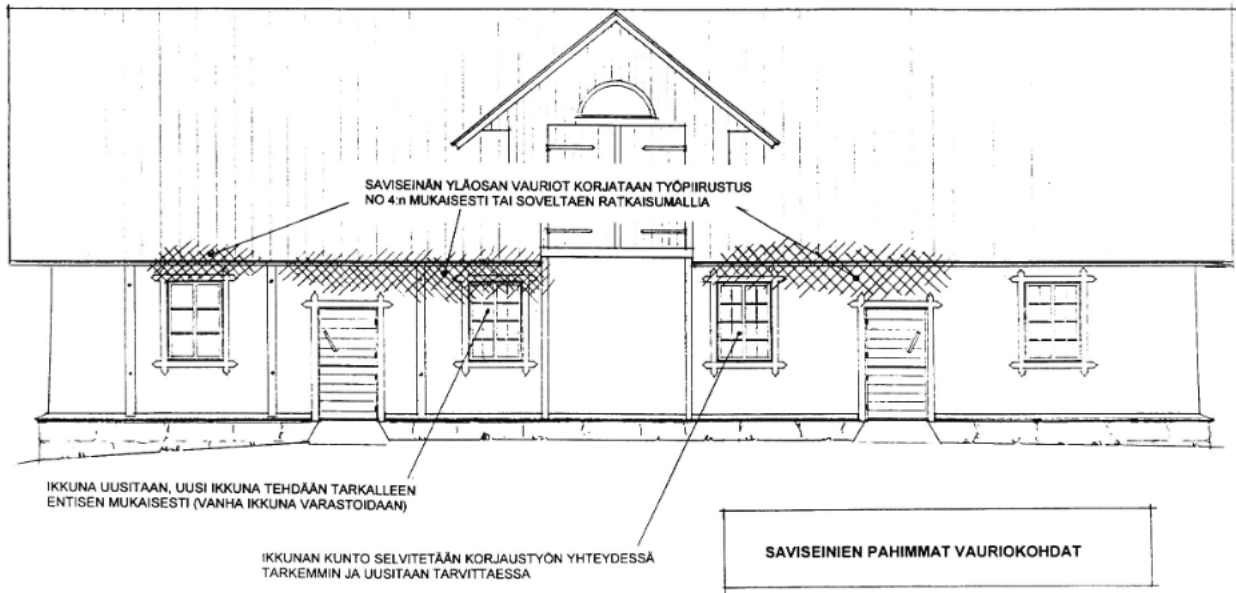 SAVISEINÄN YLÄOSAN VAURIOT KORJATAAN TYÖPIIRUSTUS
NO 4:n MUKAISESTI TAI SOVELTAEN RATKAISUMALLIA
IKKUNA UUSITAAN, UUSI IKKUNA TEHDÄÄN TARKALLEEN
ENTISEN MUKAISESTI (VANHA IKKUNA VARASTOIDAAN)
IKKUNAN KUNTO SELVITETÄÄN KORJAUSTYÖN YHTEYDESSÄ
TARKEMMIN JA UUSITAAN TARVITTAESSA
SAVISEINIEN PAHIMMAT VAURIOKOHDAT